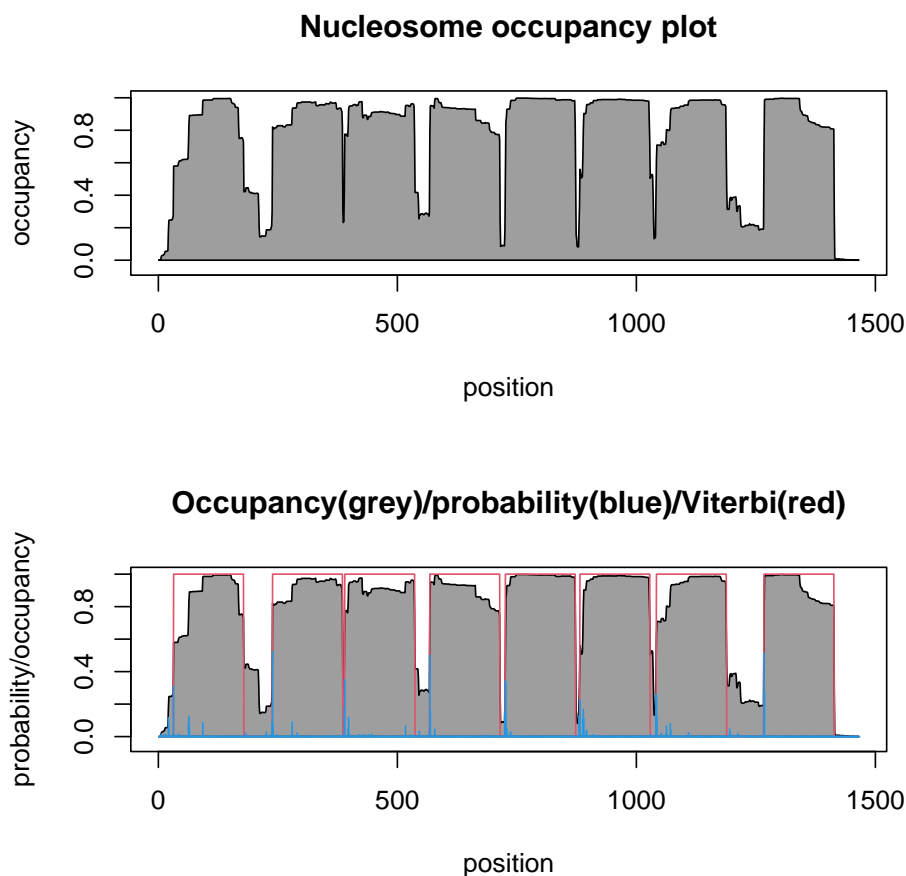 Nucleosome occupancy plot
occupancy
0.0 0.4 0.8
0 500 1000 1500
position
Occupancy(grey)/probability(blue)/Viterbi(red)
probability/occupancy
0.0 0.4 0.8
0 500 1000 1500
position